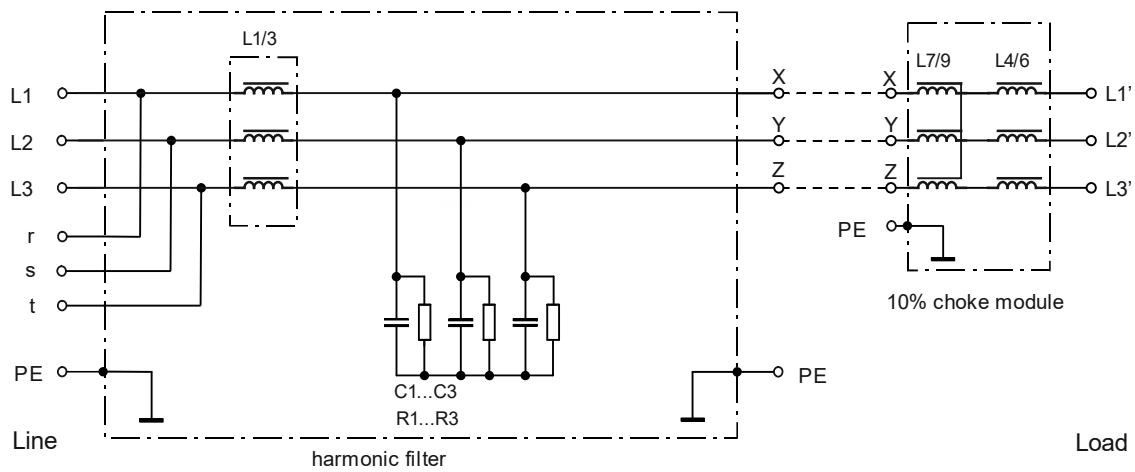 L1/3
L7/9 L4/6
L1 X X L1’
L2 Y Y L2’
L3 Z Z L3’
r PE
s
t 10% choke module
PE PE
C1...C3
R1...R3
Line Load
harmonic filter